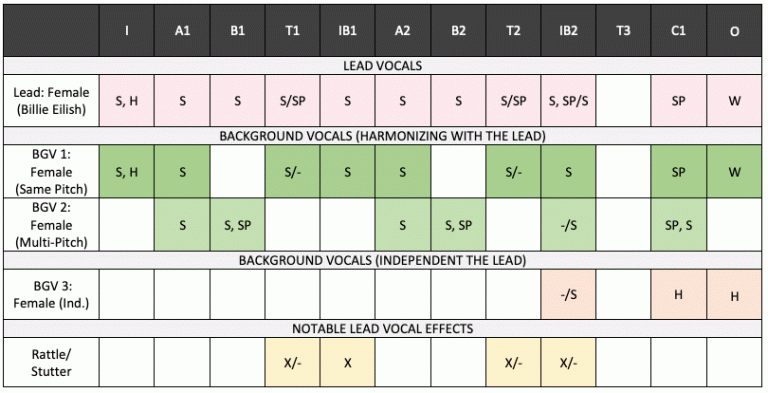 I A1 B1 T1 IB1 A2 B2 T2 IB2 T3 C1 O
LEAD VOCALS
Lead: Female
(Billie Eilish)
S, H S S S/SP S S S S/SP S, SP/S SP W
BACKGROUND VOCALS (HARMONIZING WITH THE LEAD)
BGV 1:
Female
(Same Pitch)
S, H S S/- S S S/- S SP W
BGV 2:
Female
(Multi-Pitch)
S S, SP S S, SP -/S SP, S
BACKGROUND VOCALS (INDEPENDENT THE LEAD)
BGV 3:
Female (Ind.)
-/S H H
NOTABLE LEAD VOCAL EFFECTS
Rattle/
Stutter
X/- X X/- X/-